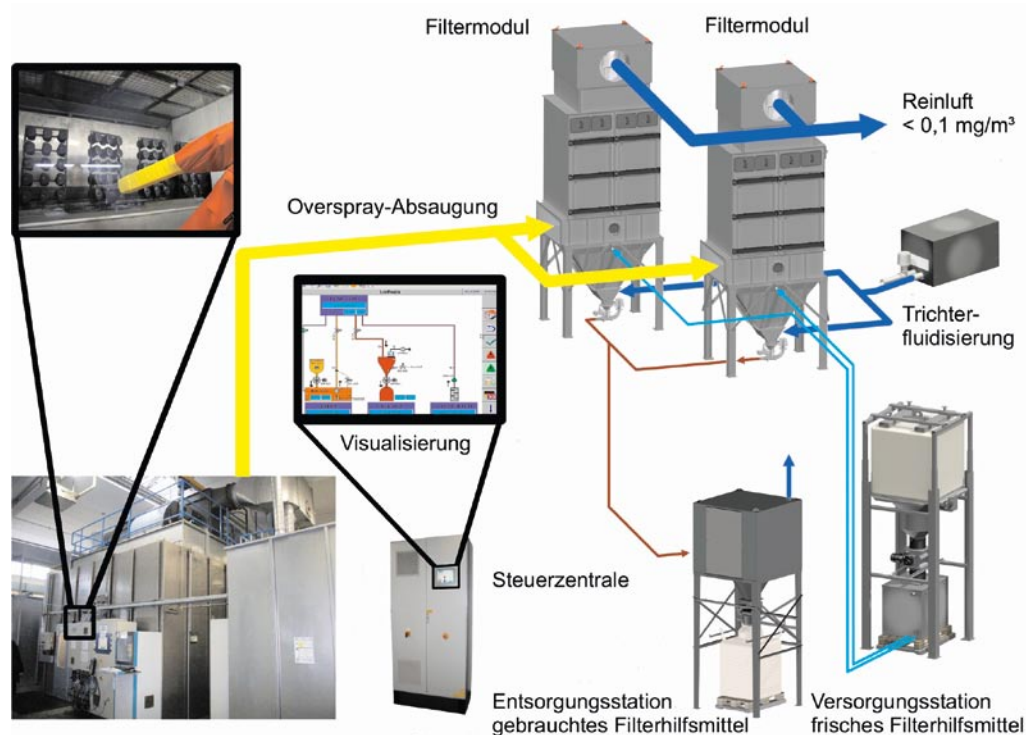 Filtermodul
Filtermodul
Reinluft
< 0,1 mg/m³
Overspray-Absaugung
Trichter-
fluidisierung
Visualisierung
Steuerzentrale
Entsorgungsstation
gebrauchtes Filterhilfsmittel
Versorgungsstation
frisches Filterhilfsmittel